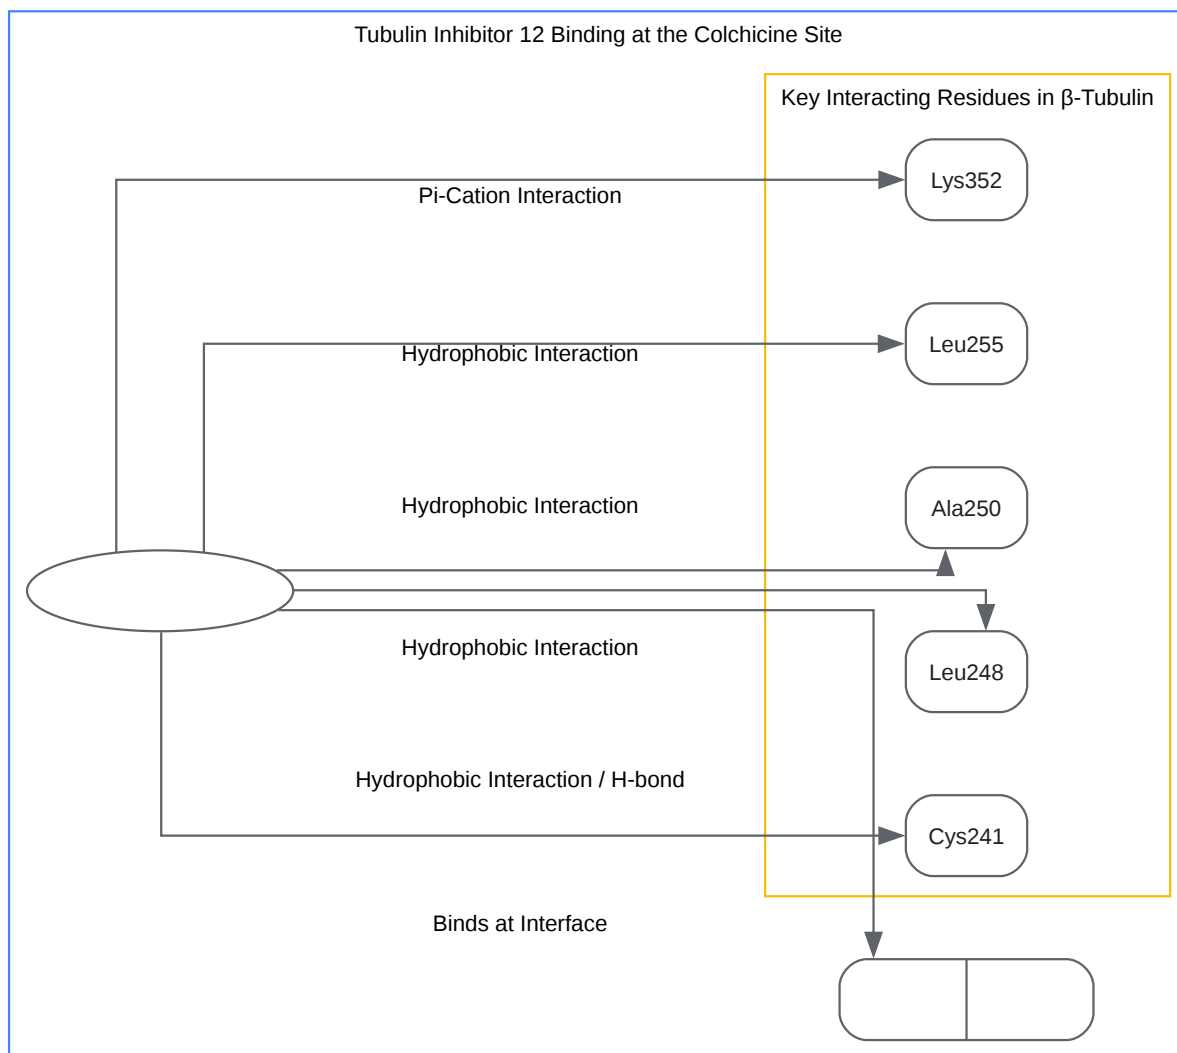 Tubulin Inhibitor 12 Binding at the Colchicine Site
Key Interacting Residues in β-Tubulin
Lys352
Pi-Cation Interaction
Leu255
Hydrophobic Interaction
Hydrophobic Interaction
Ala250
Hydrophobic Interaction
Leu248
Hydrophobic Interaction / H-bond
Cys241
Binds at Interface